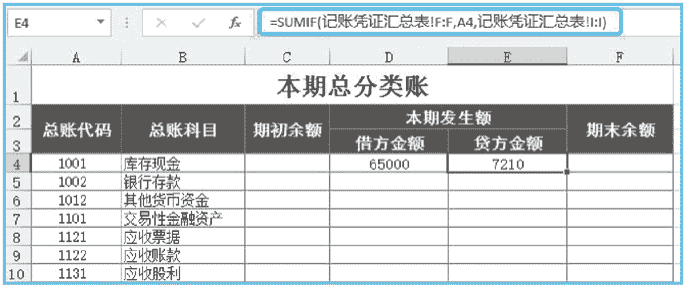 E4 fx =SUMIF(记账凭证汇总表!F:F,A4,记账凭证汇总表!I:I)
A B C D E F
1 本期总分类账
2 总账代码 总账科目 期初余额 本期发生额 期末余额
3 借方金额 贷方金额
4 1001 库存现金 65000 7210
5 1002 银行存款
6 1012 其他货币资金
7 1101 交易性金融资产
8 1121 应收票据
9 1122 应收账款
10 1131 应收股利